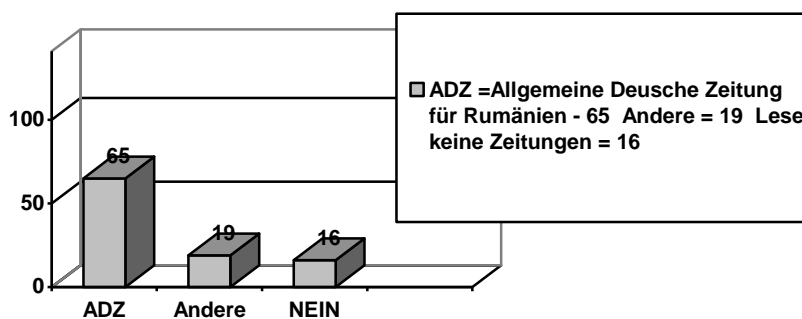 100
50
0
65
19
16
ADZ
Andere
NEIN
ADZ =Allgemeine Deusche Zeitung
für Rumänien - 65 Andere = 19 Lese
keine Zeitungen = 16